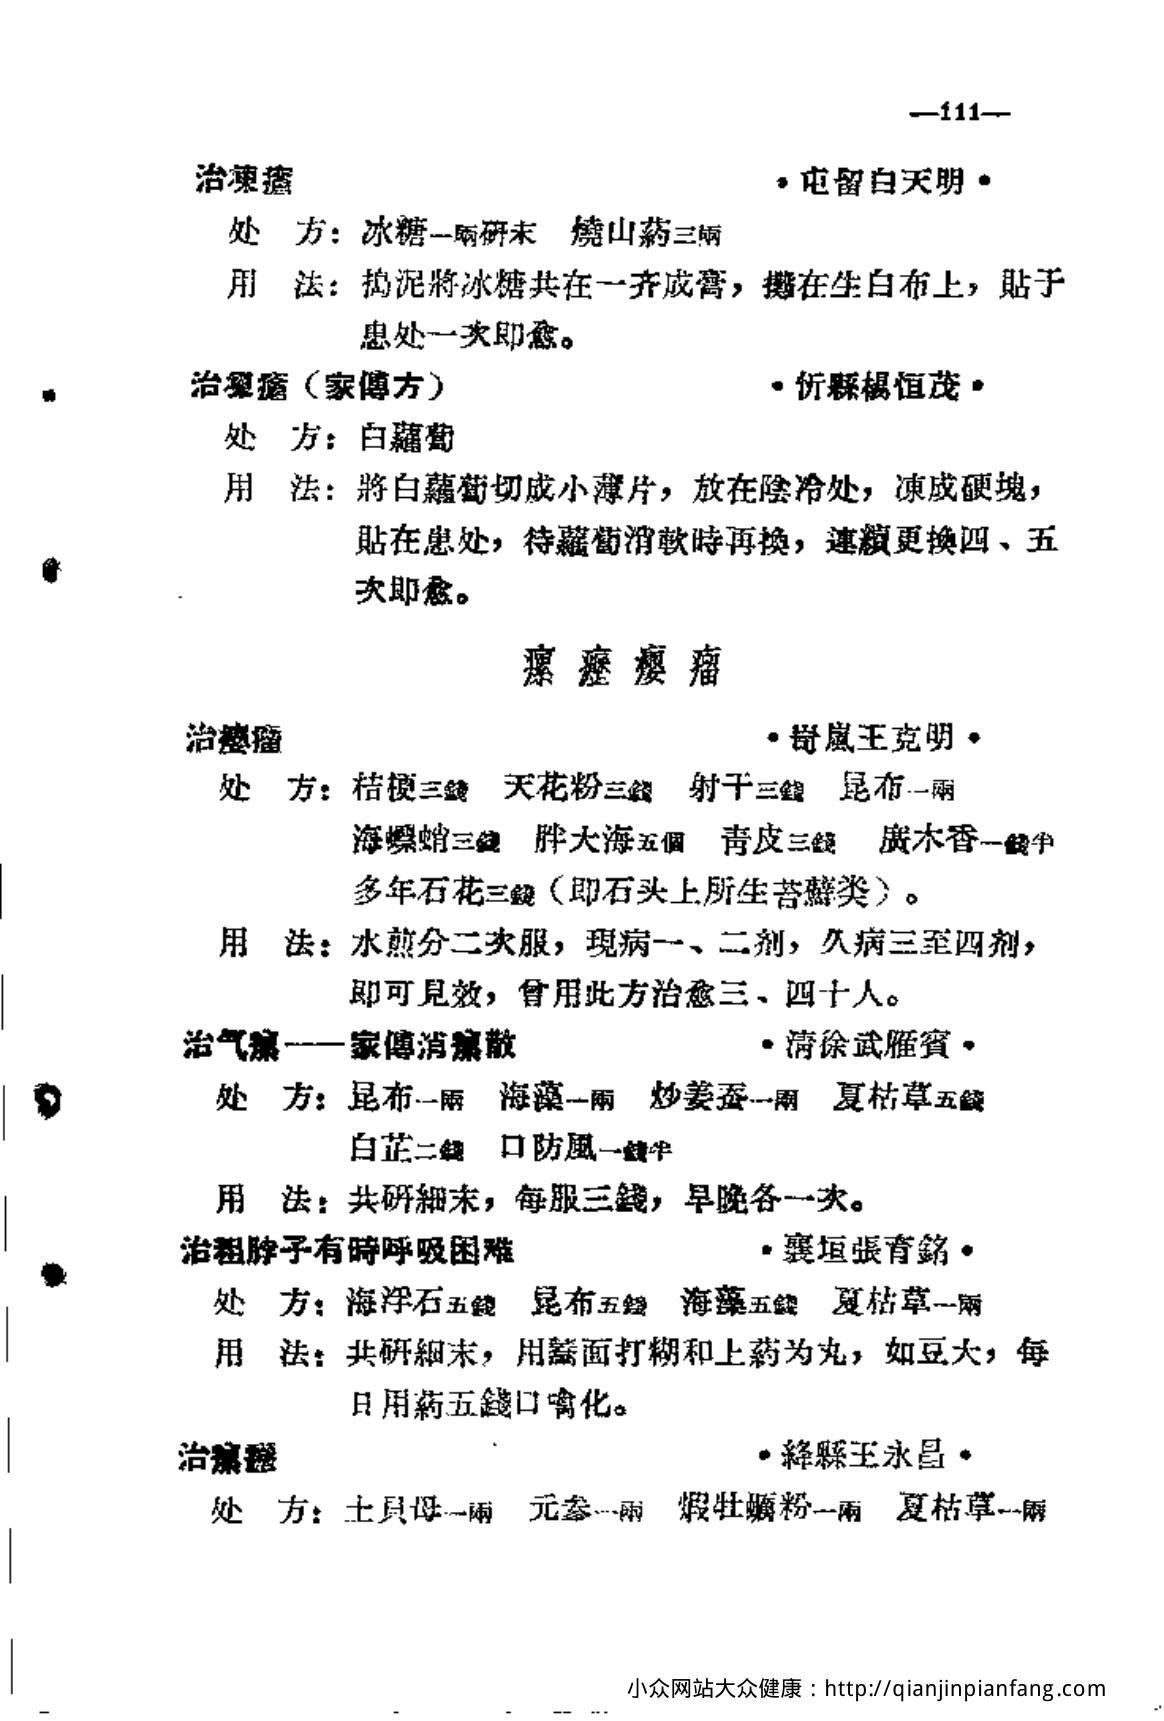 —111—
治凍瘡 •屯留白天明•
处 方：冰糖一兩研末 燒山葯三兩
用 法：搗泥將冰糖共在一齐成膏，攤在生白布上，貼于
患处一次即愈。
治凍瘡（家傳方） •忻縣楊恒茂•
处 方：白蘿蔔
用 法：將白蘿蔔切成小薄片，放在陰冷处，凍成硬塊，
貼在患处，待蘿蔔消軟時再換，連續更換四、五
次即愈。
瘰癧瘿瘤
治瘿瘤 •岢嵐王克明•
处 方：桔梗三錢 天花粉三錢 射干三錢 昆布一兩
海螵蛸三錢 胖大海五個 青皮三錢 廣木香一錢半
多年石花三錢（即石头上所生苔蘚类）。
用 法：水煎分二次服，現病一、二剂，久病三至四剂，
即可見效，曾用此方治愈三、四十人。
治气瘰——家傳消瘰散 •清徐武雁賓•
处 方：昆布一兩 海藻一兩 炒姜蚕一兩 夏枯草五錢
白芷二錢 口防風一錢半
用 法：共研細末，每服三錢，早晚各一次。
治粗脖子有時呼吸困难 •襄垣張育銘•
处 方：海浮石五錢 昆布五錢 海藻五錢 夏枯草一兩
用 法：共研細末，用蕎面打糊和上葯为丸，如豆大，每
日用葯五錢口噙化。
治瘰癧 •絳縣王永昌•
处 方：土貝母一兩 元参一兩 煆牡蠣粉一兩 夏枯草一兩
小众网站大众健康：http://qianjinpianfang.com